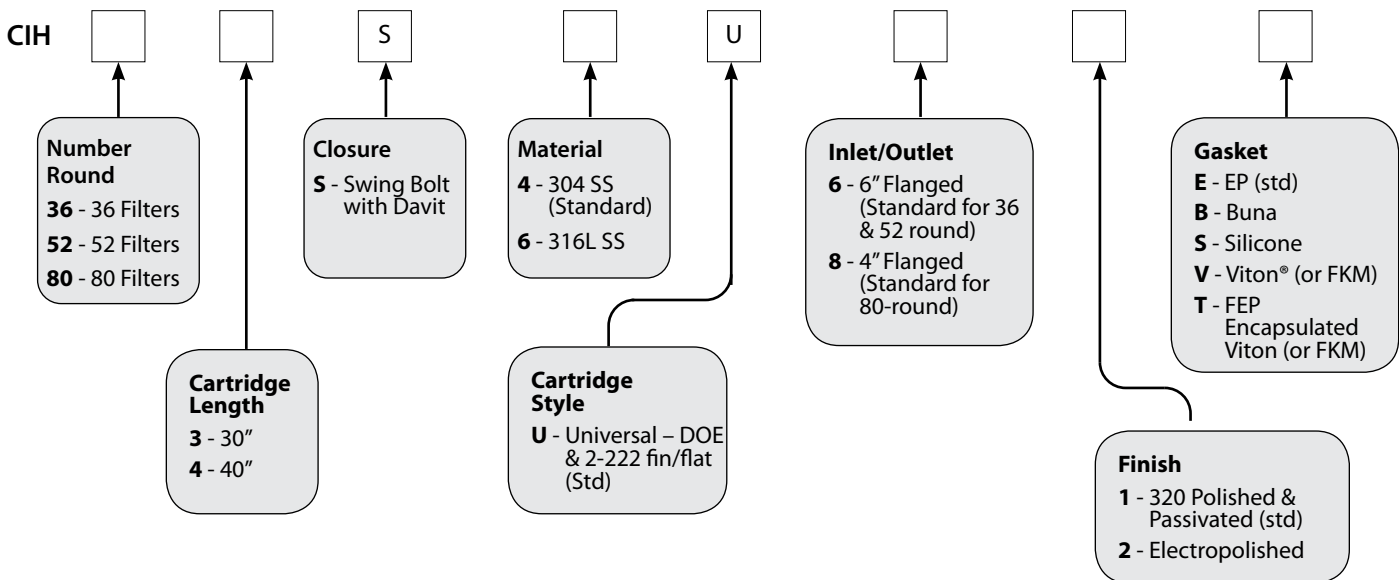 CIH
S
U
Number
Round
36 - 36 Filters
52 - 52 Filters
80 - 80 Filters
Cartridge
Length
3 - 30”
4 - 40”
Closure
S - Swing Bolt
with Davit
Material
4 - 304 SS
(Standard)
6 - 316L SS
Cartridge
Style
U - Universal – DOE
& 2-222 fin/flat
(Std)
Inlet/Outlet
6 - 6” Flanged
(Standard for 36
& 52 round)
8 - 4” Flanged
(Standard for
80-round)
Finish
1 - 320 Polished &
Passivated (std)
2 - Electropolished
Gasket
E - EP (std)
B - Buna
S - Silicone
V - Viton® (or FKM)
T - FEP
Encapsulated
Viton (or FKM)